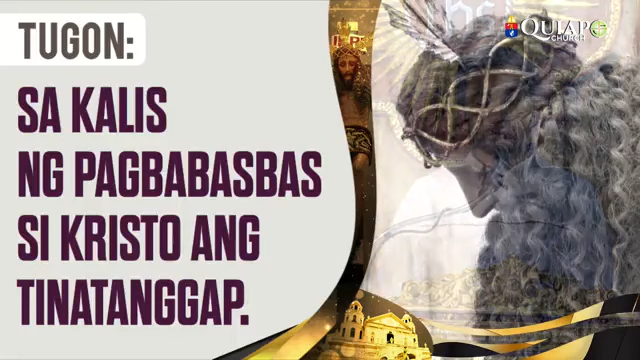 TUGON:
SA KALIS
NG PAGBABASBAS
SI KRISTO ANG
TINATANGGAP.
QUIAPO
CHURCH